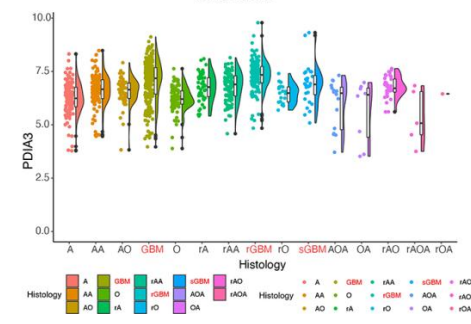 10.0
7.5
5.0
2.5
0.0
PDIA3
A AA AO GBM O rA rAA rGBM rO sGBM AOA OA rAO rAOA rOA
Histology
Histology
A GBM rAA sGBM rAO
AA O rGBM AOA rAOA
AO rA rO OA
Histology
A GBM rAA sGBM
AA O rGBM AOA
AO rA rO OA